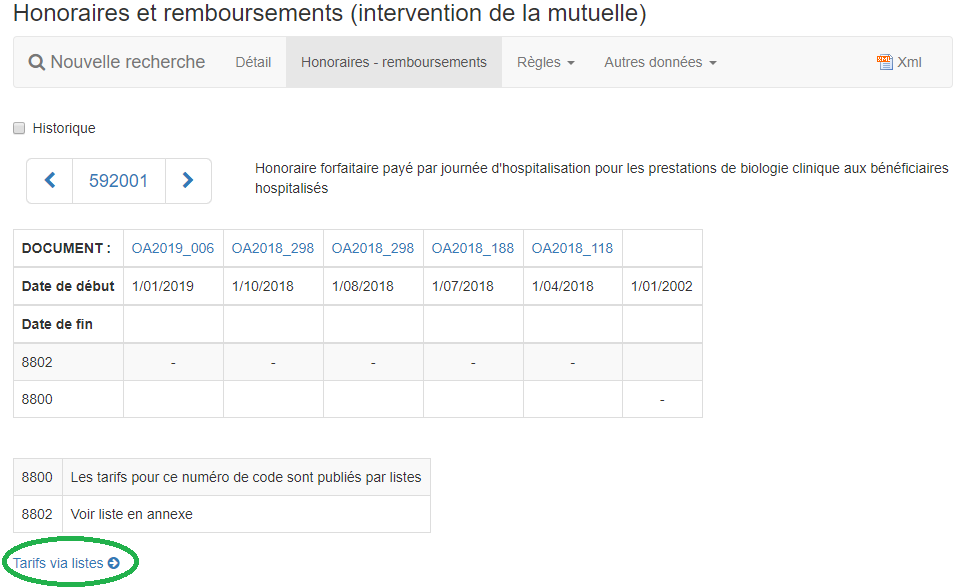 Honoraires et remboursements (intervention de la mutuelle)
Nouvelle recherche Détail Honoraires - remboursements Règles Autres données Xml
Historique
592001 Honoraire forfaitaire payé par journée d'hospitalisation pour les prestations de biologie clinique aux bénéficiaires
hospitalisés
DOCUMENT : OA2019_006 OA2018_298 OA2018_298 OA2018_188 OA2018_118
Date de début 1/01/2019 1/10/2018 1/08/2018 1/07/2018 1/04/2018 1/01/2002
Date de fin
8802 - - - - -
8800 -
8800 Les tarifs pour ce numéro de code sont publiés par listes
8802 Voir liste en annexe
Tarifs via listes